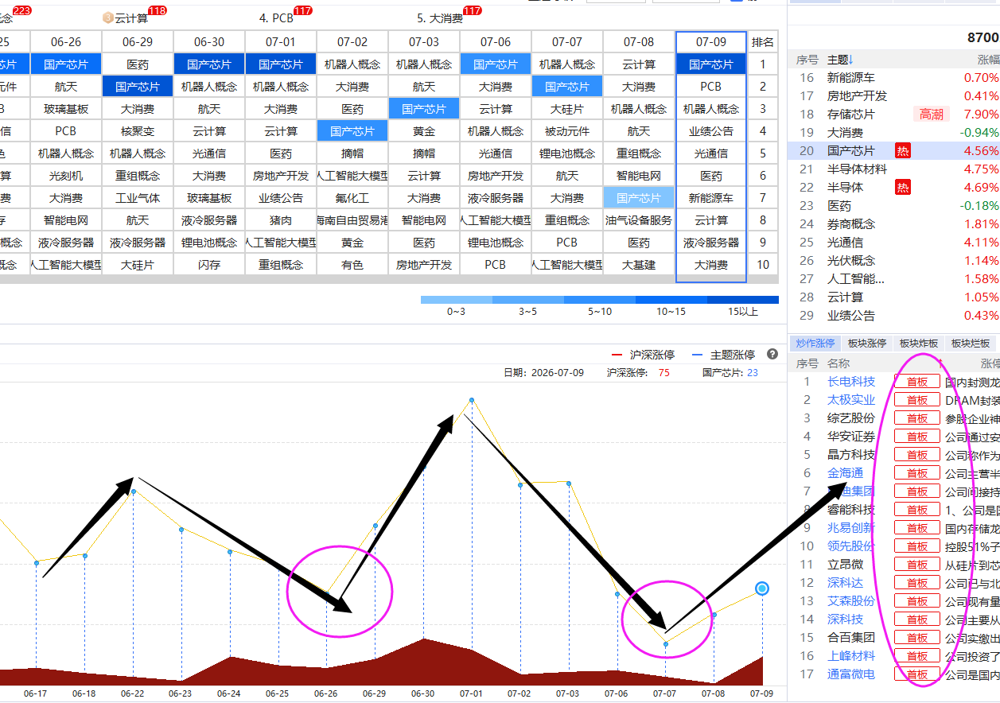 念 223
3 云计算 118
4. PCB 117
5. 大消费 117
25 06-26 06-29 06-30 07-01 07-02 07-03 07-06 07-07 07-08 07-09 排名
芯片 国产芯片 医药 国产芯片 国产芯片 机器人概念 机器人概念 国产芯片 机器人概念 云计算 国产芯片 1
元件 航天 国产芯片 机器人概念 机器人概念 大消费 航天 大消费 国产芯片 大消费 PCB 2
B 玻璃基板 大消费 航天 大消费 医药 国产芯片 云计算 大硅片 机器人概念 机器人概念 3
信 PCB 核聚变 云计算 云计算 国产芯片 黄金 机器人概念 被动元件 航天 业绩公告 4
色 机器人概念 机器人概念 光通信 医药 摘帽 摘帽 光通信 锂电池概念 重组概念 光通信 5
算 光刻机 重组概念 大消费 房地产开发 人工智能大模型 云计算 房地产开发 航天 智能电网 医药 6
费 大消费 工业气体 玻璃基板 业绩公告 氟化工 大消费 液冷服务器 大消费 国产芯片 新能源车 7
存 智能电网 航天 液冷服务器 猪肉 海南自由贸易港 智能电网 人工智能大模型 重组概念 油气设备服务 云计算 8
概念 液冷服务器 液冷服务器 锂电池概念 人工智能大模型 黄金 医药 锂电池概念 PCB 医药 液冷服务器 9
概念 人工智能大模型 大硅片 闪存 重组概念 有色 房地产开发 PCB 人工智能大模型 大基建 大消费 10
0~3 3~5 5~10 10~15 15以上
沪深涨停 主题涨停 ?
日期: 2026-07-09 沪深涨停: 75 国产芯片: 23
06-17 06-18 06-22 06-23 06-24 06-25 06-26 06-29 06-30 07-01 07-02 07-03 07-06 07-07 07-08 07-09
8700
序号 主题↓ 涨幅
16 新能源车 0.70%
17 房地产开发 0.41%
18 存储芯片 高潮 7.90%
19 大消费 -0.94%
20 国产芯片 热 4.56%
21 半导体材料 4.75%
22 半导体 热 4.69%
23 医药 -0.18%
24 券商概念 1.81%
25 光通信 4.11%
26 光伏概念 1.14%
27 人工智能... 1.58%
28 云计算 1.05%
29 业绩公告 0.43%
炒作涨停 板块涨停 板块炸板 板块烂板
序号 名称 ↑ 涨停
1 长电科技 首板 国内封测龙
2 太极实业 首板 DRAM封装
3 综艺股份 首板 参股企业神
4 华安证券 首板 公司通过安
5 晶方科技 首板 公司称作为
6 金海通 首板 公司主营半
7 迪集团 首板 公司间接持
8 睿能科技 首板 1、公司是国
9 兆易创新 首板 国内存储龙
10 领先股份 首板 控股51%子
11 立昂微 首板 从硅片到芯
12 深科达 首板 公司已与北
13 艾森股份 首板 公司现有量
14 深科技 首板 公司主要从
15 合百集团 首板 公司实缴出
16 上峰材料 首板 公司投资了
17 通富微电 首板 公司是国内